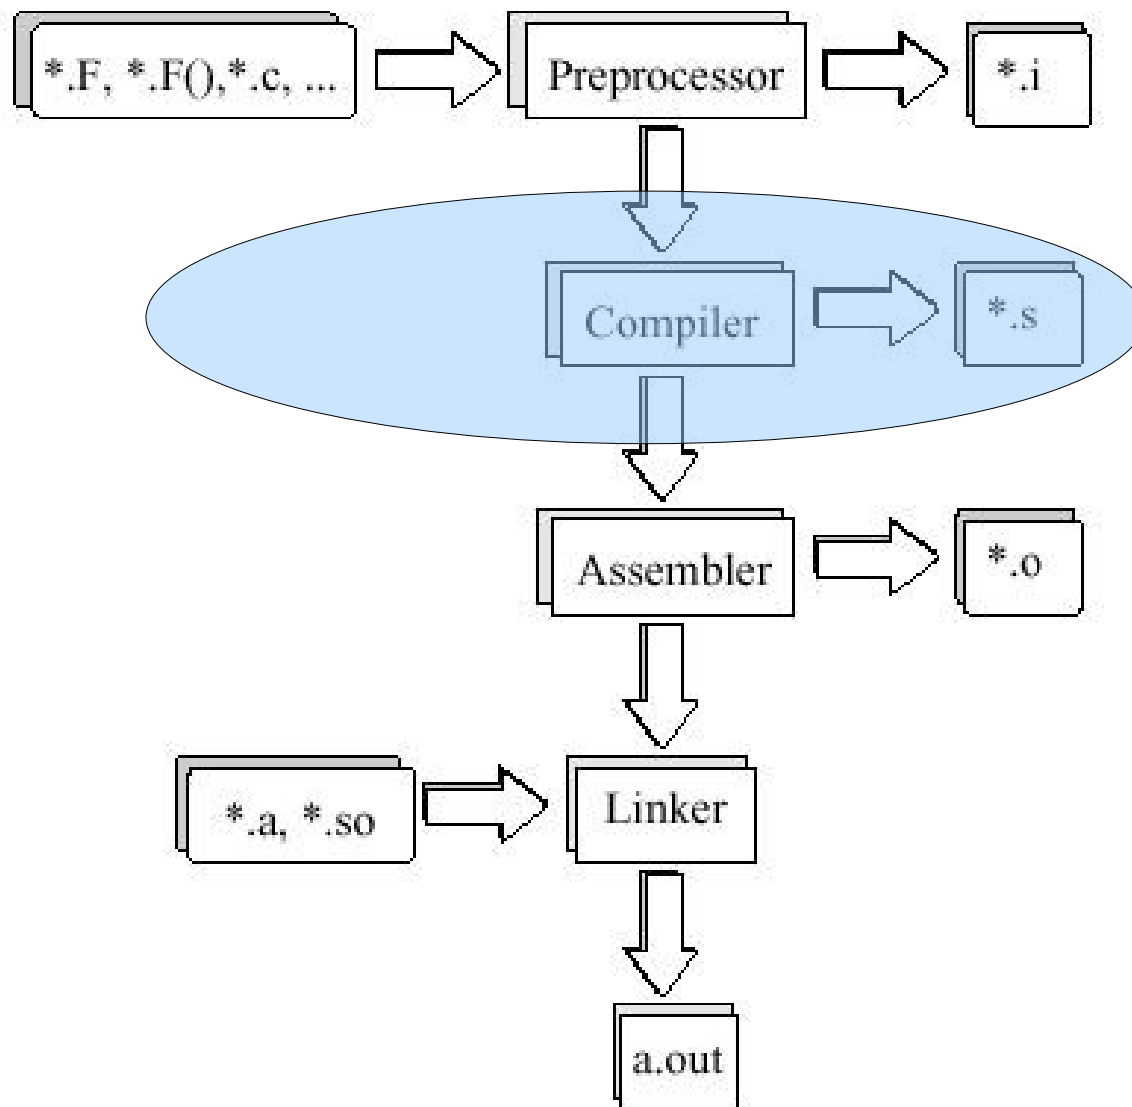 *.F, *.F(),*.c, ...
Preprocessor
*.i
Compiler
*.s
Assembler
*.o
*.a, *.so
Linker
a.out